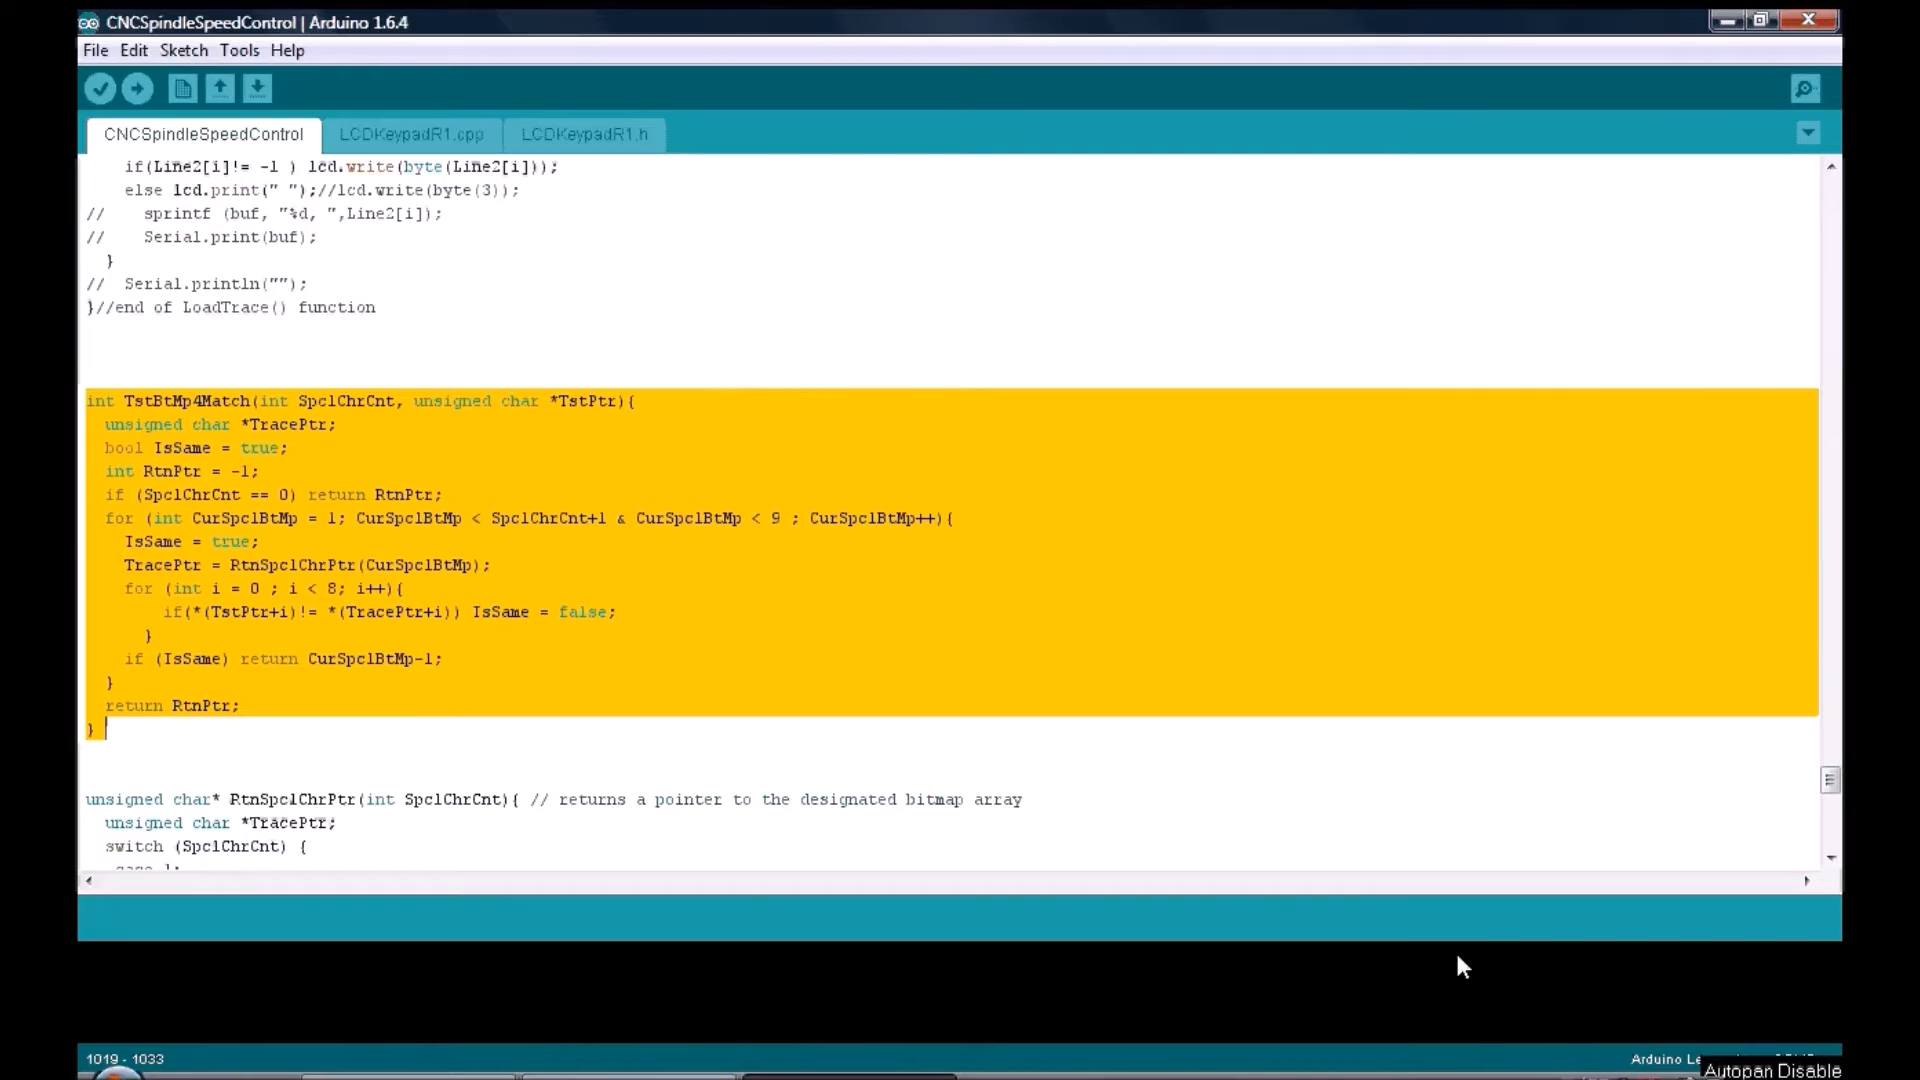 CNCSpindleSpeedControl | Arduino 1.6.4
File Edit Sketch Tools Help
CNCSpindleSpeedControl LCDKeypadR1.cpp LCDKeypadR1.h
if(Line2[i]!= -1 ) lcd.write(byte(Line2[i]));
else lcd.print(" ");//lcd.write(byte(3));
// sprintf (buf, "%d, ",Line2[i]);
// Serial.print(buf);
}
// Serial.println("");
}//end of LoadTrace() function
int TstBtMp4Match(int SpclChrCnt, unsigned char *TstPtr){
unsigned char *TracePtr;
bool IsSame = true;
int RtnPtr = -1;
if (SpclChrCnt == 0) return RtnPtr;
for (int CurSpclBtMp = 1; CurSpclBtMp < SpclChrCnt+1 & CurSpclBtMp < 9 ; CurSpclBtMp++){
IsSame = true;
TracePtr = RtnSpclChrPtr(CurSpclBtMp);
for (int i = 0 ; i < 8; i++){
if(*(TstPtr+i)!= *(TracePtr+i)) IsSame = false;
}
if (IsSame) return CurSpclBtMp-1;
}
return RtnPtr;
}
unsigned char* RtnSpclChrPtr(int SpclChrCnt){ // returns a pointer to the designated bitmap array
unsigned char *TracePtr;
switch (SpclChrCnt) {
case 1:
1019 - 1033
Arduino
Autopan Disable